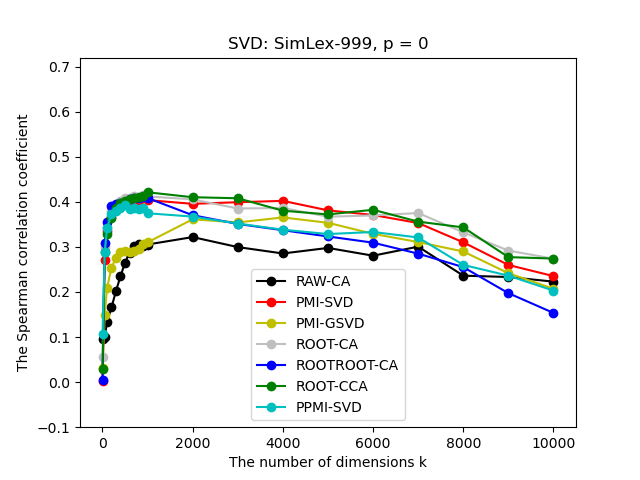 SVD: SimLex-999, p = 0
The Spearman correlation coefficient
0.7
0.6
0.5
0.4
0.3
0.2
0.1
0.0
−0.1
RAW-CA
PMI-SVD
PMI-GSVD
ROOT-CA
ROOTROOT-CA
ROOT-CCA
PPMI-SVD
0 2000 4000 6000 8000 10000
The number of dimensions k